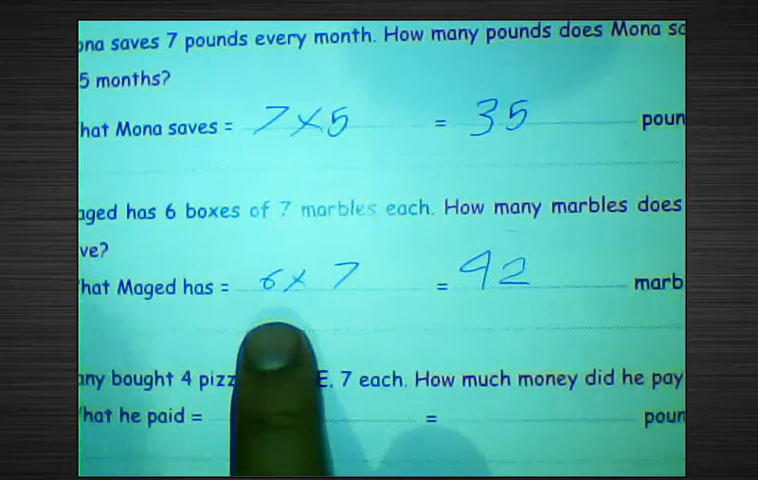 ona saves 7 pounds every month. How many pounds does Mona sa
5 months?
hat Mona saves = 7 × 5 = 35 poun
aged has 6 boxes of 7 marbles each. How many marbles does
ve?
hat Maged has = 6 × 7 = 42 marb
any bought 4 pizz E. 7 each. How much money did he pay
hat he paid = = poun